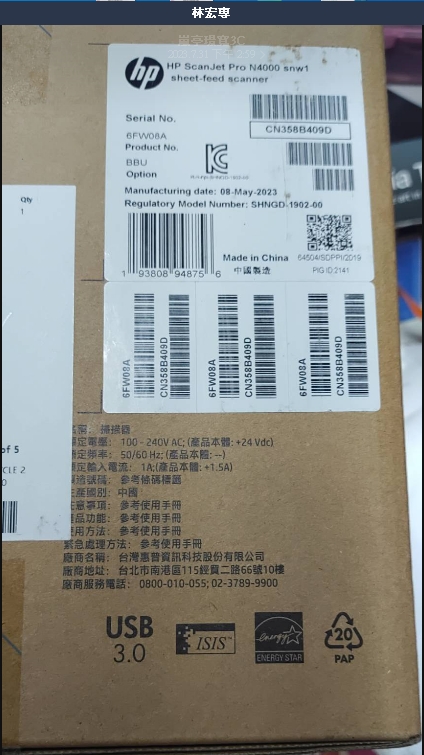 林宏專
hp
HP ScanJet Pro N4000 snw1
sheet-feed scanner
Serial No.
CN358B409D
6FW08A
Product No.
BBU
Option
Manufacturing date: 08-May-2023
Regulatory Model Number: SHNGD-1902-00
Made in China
中國製造
64504/SDPPI/2019
PIG ID:2141
1 93808 94875 6
6FW08A
CN358B409D
6FW08A
CN358B409D
6FW08A
CN358B409D
Qty
1
of 5
CLE 2
0
名稱: 掃描器
定電壓: 100 - 240V AC; (產品本體: +24 Vdc)
定頻率: 50/60 Hz; (產品本體: --)
定輸入電流: 1A;(產品本體: +1.5A)
製造號碼: 參考條碼標籤
生產國別: 中國
注意事項: 參考使用手冊
產品功能: 參考使用手冊
使用方法: 參考使用手冊
緊急處理方法: 參考使用手冊
廠商名稱: 台灣惠普資訊科技股份有限公司
廠商地址: 台北市南港區115經貿二路66號10樓
廠商服務電話: 0800-010-055; 02-3789-9900
USB
3.0
ISIS™
energy
ENERGY STAR
20
PAP